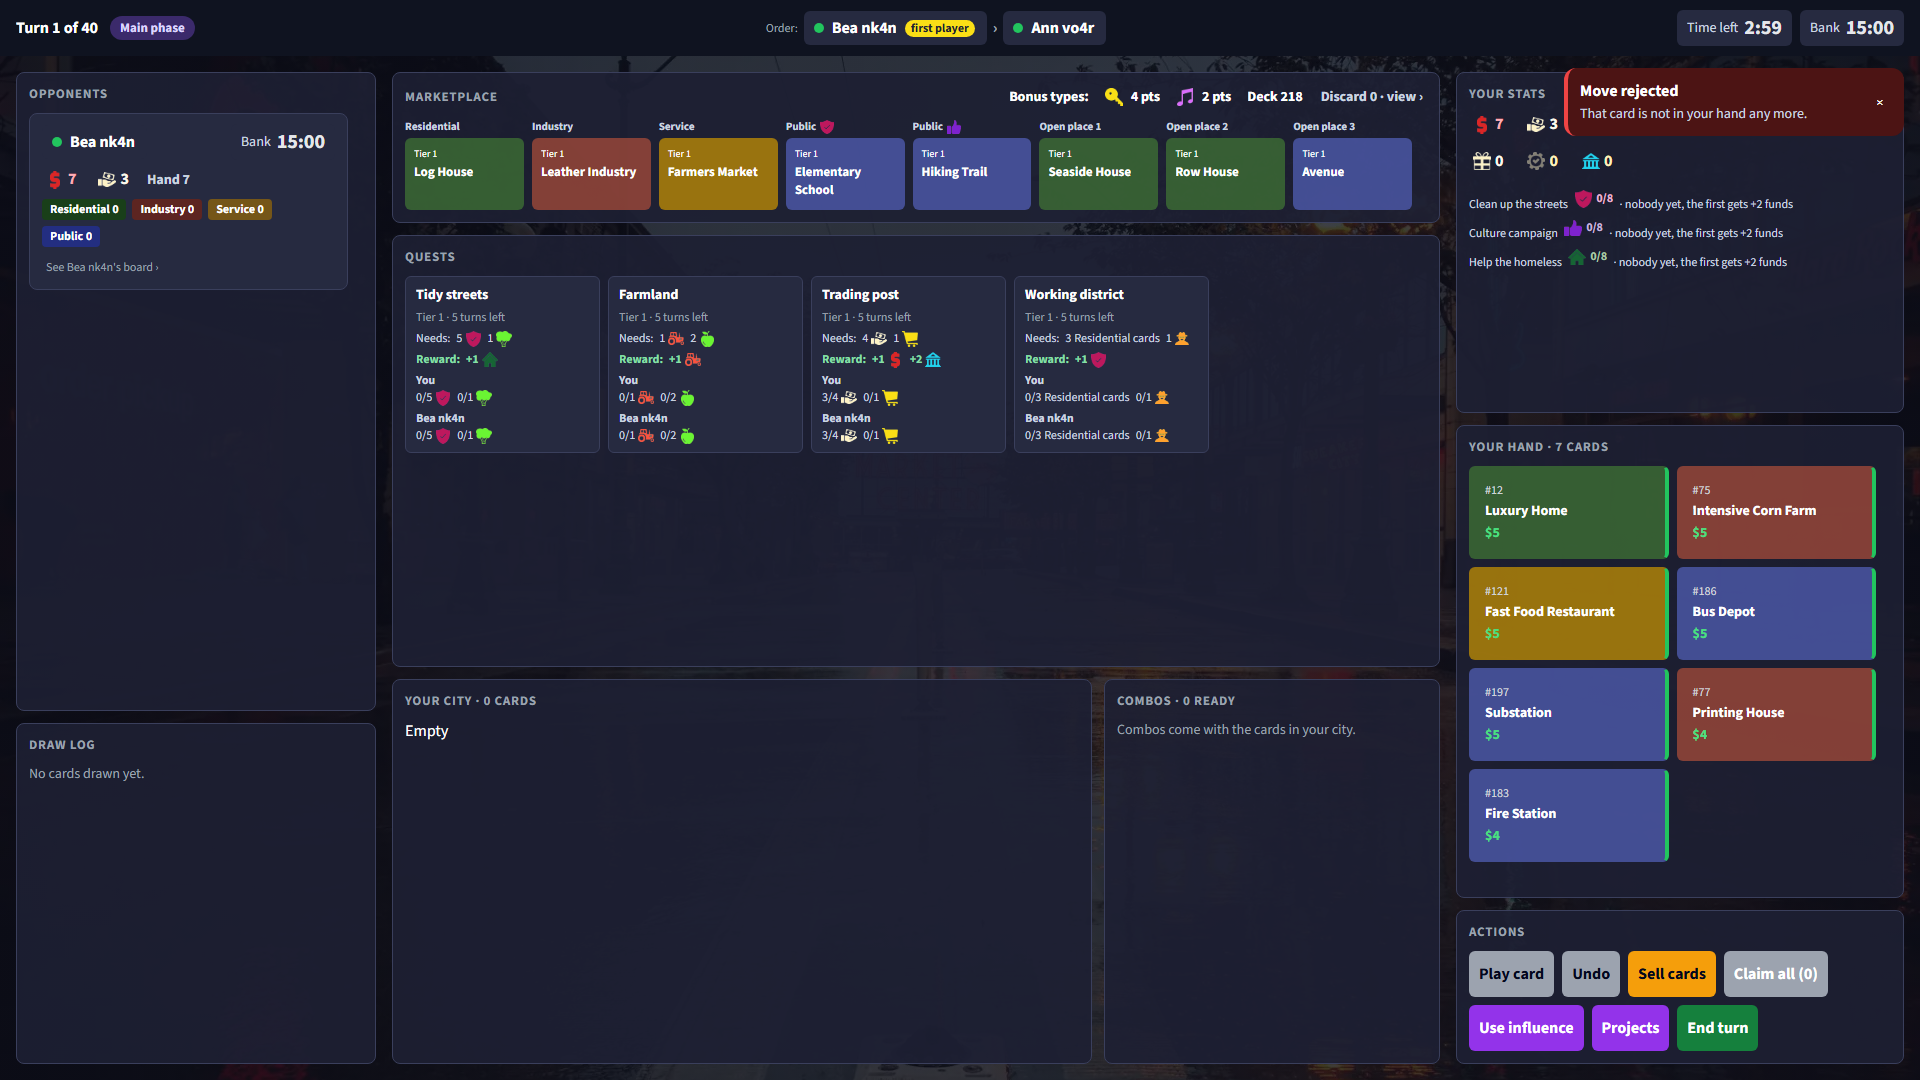 Turn 1 of 40 Main phase
Order: Bea nk4n first player › Ann vo4r
Time left 2:59 Bank 15:00
OPPONENTS
Bea nk4n Bank 15:00
7 3 Hand 7
Residential 0 Industry 0 Service 0
Public 0
See Bea nk4n's board ›
DRAW LOG
No cards drawn yet.
MARKETPLACE
Bonus types: 4 pts 2 pts Deck 218 Discard 0 · view ›
Residential Industry Service Public Public Open place 1 Open place 2 Open place 3
Tier 1 Tier 1 Tier 1 Tier 1 Tier 1 Tier 1 Tier 1 Tier 1
Log House Leather Industry Farmers Market Elementary School Hiking Trail Seaside House Row House Avenue
QUESTS
Tidy streets
Tier 1 · 5 turns left
Needs: 5 1
Reward: +1
You
0/5 0/1
Bea nk4n
0/5 0/1
Farmland
Tier 1 · 5 turns left
Needs: 1 2
Reward: +1
You
0/1 0/2
Bea nk4n
0/1 0/2
Trading post
Tier 1 · 5 turns left
Needs: 4 1
Reward: +1 +2
You
3/4 0/1
Bea nk4n
3/4 0/1
Working district
Tier 1 · 5 turns left
Needs: 3 Residential cards 1
Reward: +1
You
0/3 Residential cards 0/1
Bea nk4n
0/3 Residential cards 0/1
YOUR CITY · 0 CARDS
Empty
COMBOS · 0 READY
Combos come with the cards in your city.
YOUR STATS
Move rejected
That card is not in your hand any more.
×
7 3
0 0 0
Clean up the streets 0/8 · nobody yet, the first gets +2 funds
Culture campaign 0/8 · nobody yet, the first gets +2 funds
Help the homeless 0/8 · nobody yet, the first gets +2 funds
YOUR HAND · 7 CARDS
#12
Luxury Home
$5
#75
Intensive Corn Farm
$5
#121
Fast Food Restaurant
$5
#186
Bus Depot
$5
#197
Substation
$5
#77
Printing House
$4
#183
Fire Station
$4
ACTIONS
Play card Undo Sell cards Claim all (0)
Use influence Projects End turn